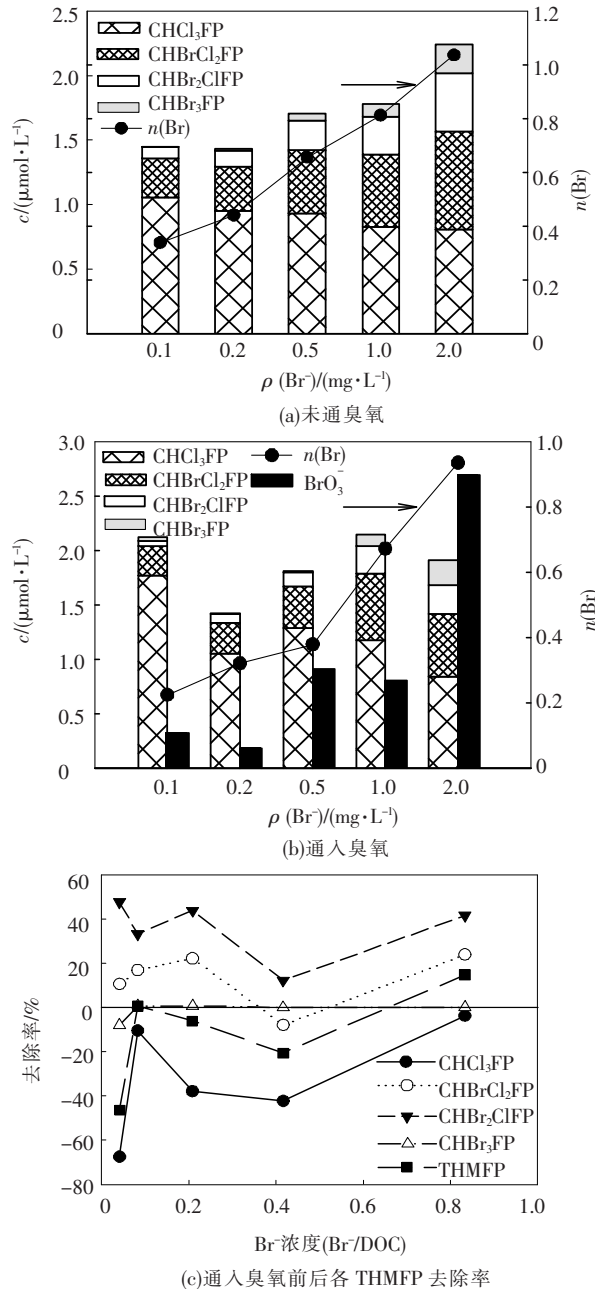 2.5
2.0
1.5
1.0
0.5
0
c/(μmol·L⁻¹)
CHCl₃FP
CHBrCl₂FP
CHBr₂ClFP
CHBr₃FP
n(Br)
1.2
1.0
0.8
0.6
0.4
0.2
0
n(Br)
0.1 0.2 0.5 1.0 2.0
ρ (Br⁻)/(mg·L⁻¹)
(a)未通臭氧
3.0
2.5
2.0
1.5
1.0
0.5
0
c/(μmol·L⁻¹)
CHCl₃FP
CHBrCl₂FP
CHBr₂ClFP
CHBr₃FP
n(Br)
BrO₃⁻
1.0
0.8
0.6
0.4
0.2
0
n(Br)
0.1 0.2 0.5 1.0 2.0
ρ (Br⁻)/(mg·L⁻¹)
(b)通入臭氧
60
40
20
0
−20
−40
−60
−80
去除率/%
CHCl₃FP
CHBrCl₂FP
CHBr₂ClFP
CHBr₃FP
THMFP
0 0.2 0.4 0.6 0.8 1.0
Br⁻浓度(Br⁻/DOC)
(c)通入臭氧前后各 THMFP 去除率